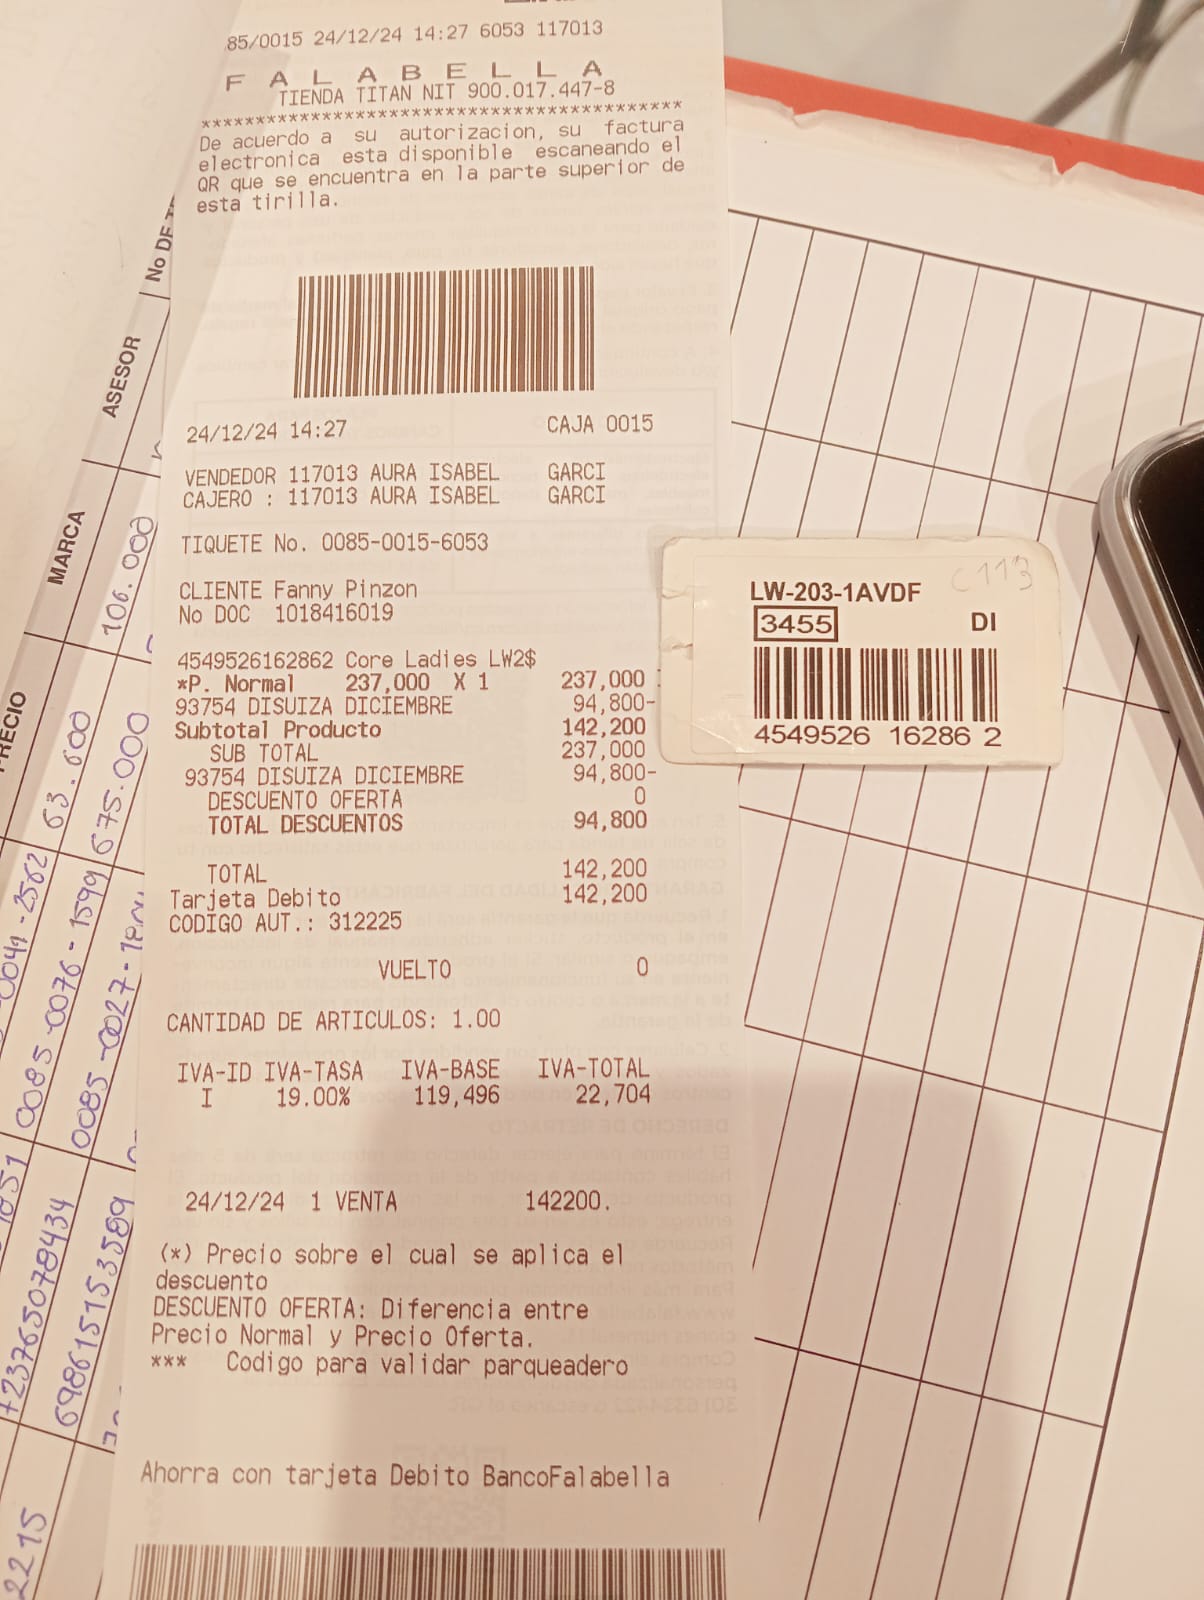 85/0015 24/12/24 14:27 6053 117013
F A L A B E L L A
TIENDA TITAN NIT 900.017.447-8
*******************************************
De acuerdo a su autorizacion, su factura
electronica esta disponible escaneando el
QR que se encuentra en la parte superior de
esta tirilla.
24/12/24 14:27 CAJA 0015
VENDEDOR 117013 AURA ISABEL GARCI
CAJERO : 117013 AURA ISABEL GARCI
TIQUETE No. 0085-0015-6053
CLIENTE Fanny Pinzon
No DOC 1018416019
4549526162862 Core Ladies LW2$
*P. Normal 237,000 X 1 237,000
93754 DISUIZA DICIEMBRE 94,800-
Subtotal Producto 142,200
SUB TOTAL 237,000
93754 DISUIZA DICIEMBRE 94,800-
DESCUENTO OFERTA 0
TOTAL DESCUENTOS 94,800
TOTAL 142,200
Tarjeta Debito 142,200
CODIGO AUT.: 312225
VUELTO 0
CANTIDAD DE ARTICULOS: 1.00
IVA-ID IVA-TASA IVA-BASE IVA-TOTAL
I 19.00% 119,496 22,704
24/12/24 1 VENTA 142200.
(*) Precio sobre el cual se aplica el
descuento
DESCUENTO OFERTA: Diferencia entre
Precio Normal y Precio Oferta.
*** Codigo para validar parqueadero
Ahorra con tarjeta Debito BancoFalabella
LW-203-1AVDF
C113
3455 DI
4549526 16286 2
No DE
ASESOR
MARCA
106.000
63.600
675.000
0041-2562
0085-0076-1599
0085-0027-
723765078434
698615153589
2215